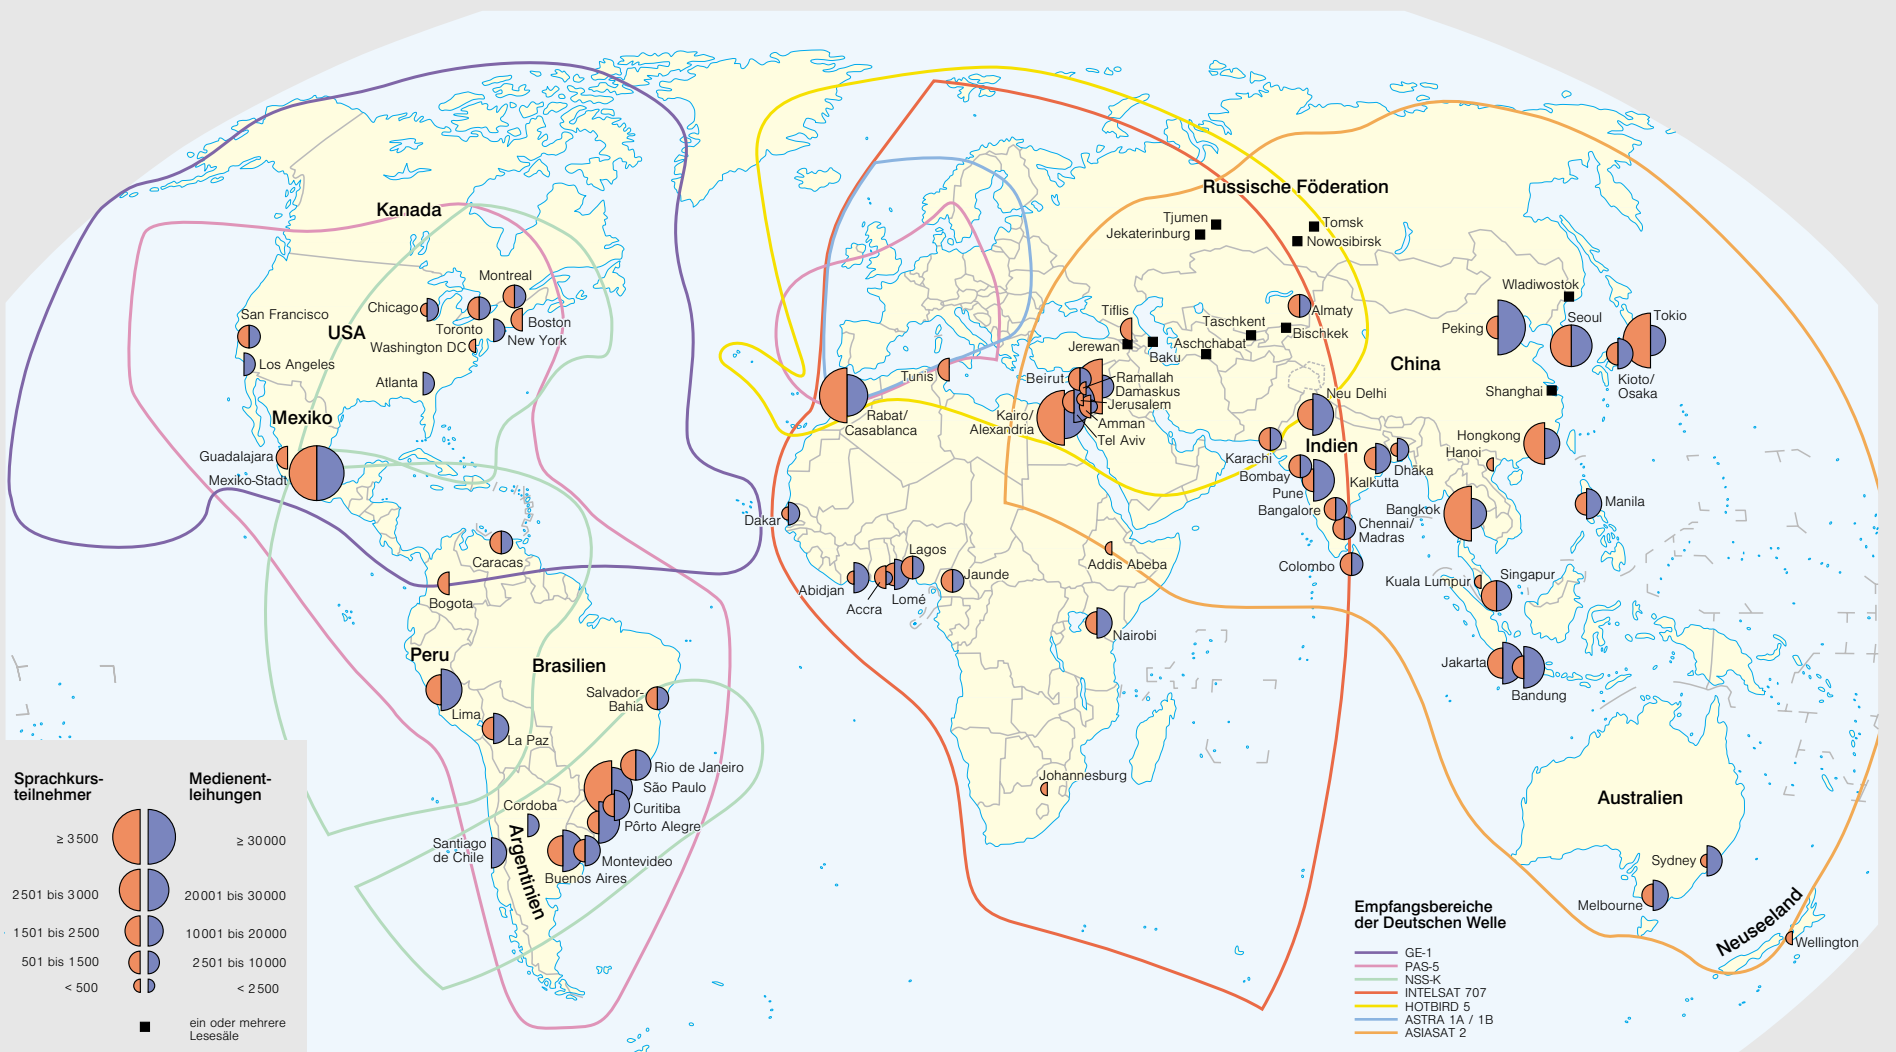 Kanada
Russische Föderation
Tjumen
Jekaterinburg
Tomsk
Nowosibirsk
Montreal
Chicago
San Francisco
USA
Toronto
Boston
New York
Washington DC
Los Angeles
Atlanta
Mexiko
Guadalajara
Mexiko-Stadt
Caracas
Bogota
Peru
Brasilien
Salvador-
Bahia
Lima
La Paz
Rio de Janeiro
São Paulo
Cordoba
Curitiba
Pôrto Alegre
Santiago
de Chile
Argentinien
Montevideo
Buenos Aires
Wladiwostok
Tiflis
Almaty
Taschkent
Bischkek
Jerewan
Baku
Aschchabat
Peking
Seoul
Tokio
China
Kioto/
Osaka
Shanghai
Tunis
Beirut
Ramallah
Damaskus
Jerusalem
Rabat/
Casablanca
Kairo/
Alexandria
Amman
Tel Aviv
Neu Delhi
Indien
Karachi
Bombay
Pune
Dhaka
Kalkutta
Hongkong
Hanoi
Bangalore
Chennai/
Madras
Bangkok
Manila
Colombo
Dakar
Lagos
Abidjan
Accra
Lomé
Jaunde
Addis Abeba
Nairobi
Kuala Lumpur
Singapur
Jakarta
Bandung
Johannesburg
Australien
Sydney
Melbourne
Neuseeland
Wellington
Sprachkurs-
teilnehmer
Medienent-
leihungen
≥ 3500
≥ 30000
2501 bis 3000
20001 bis 30000
1501 bis 2500
10001 bis 20000
501 bis 1500
2501 bis 10000
< 500
< 2500
ein oder mehrere
Lesesäle
Empfangsbereiche
der Deutschen Welle
GE-1
PAS-5
NSS-K
INTELSAT 707
HOTBIRD 5
ASTRA 1A / 1B
ASIASAT 2